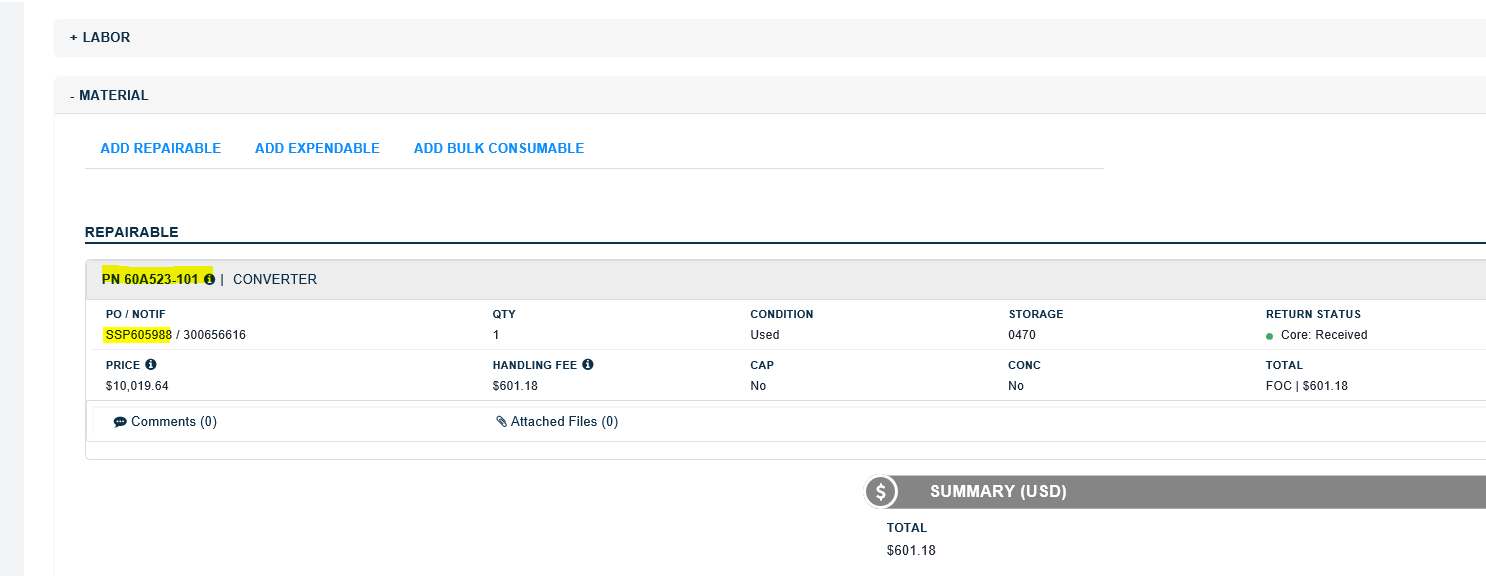 + LABOR
- MATERIAL
ADD REPAIRABLE ADD EXPENDABLE ADD BULK CONSUMABLE
REPAIRABLE
PN 60A523-101 | CONVERTER
PO / NOTIF QTY CONDITION STORAGE RETURN STATUS
SSP605988 / 300656616 1 Used 0470 Core: Received
PRICE HANDLING FEE CAP CONC TOTAL
$10,019.64 $601.18 No No FOC | $601.18
Comments (0) Attached Files (0)
$ SUMMARY (USD)
TOTAL
$601.18